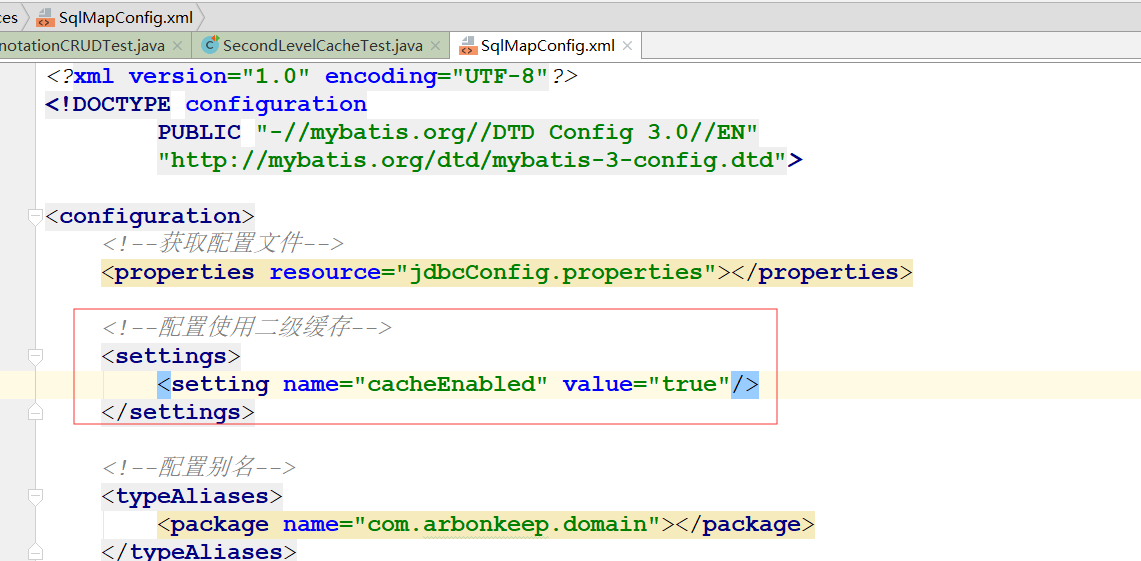 ces SqlMapConfig.xml
notationCRUDTest.java SecondLevelCacheTest.java SqlMapConfig.xml
<?xml version="1.0" encoding="UTF-8"?>
<!DOCTYPE configuration
PUBLIC "-//mybatis.org//DTD Config 3.0//EN"
"http://mybatis.org/dtd/mybatis-3-config.dtd">
<configuration>
<!--获取配置文件-->
<properties resource="jdbcConfig.properties"></properties>
<!--配置使用二级缓存-->
<settings>
<setting name="cacheEnabled" value="true"/>
</settings>
<!--配置别名-->
<typeAliases>
<package name="com.arbonkeep.domain"></package>
</typeAliases>